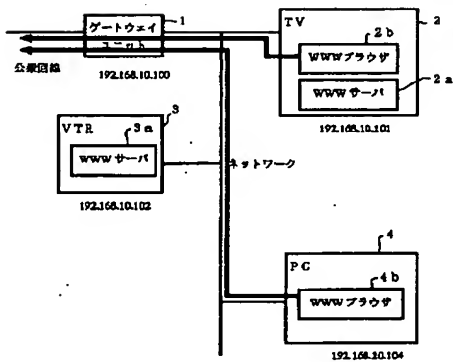 ゲートウェイ
ユニット
1
公衆回線
192.168.10.100
TV
2
2b
WWWブラウザ
2a
WWWサーバ
192.168.10.101
VTR
3
3a
WWWサーバ
192.168.10.102
ネットワーク
4
PC
4b
WWWブラウザ
192.168.10.104